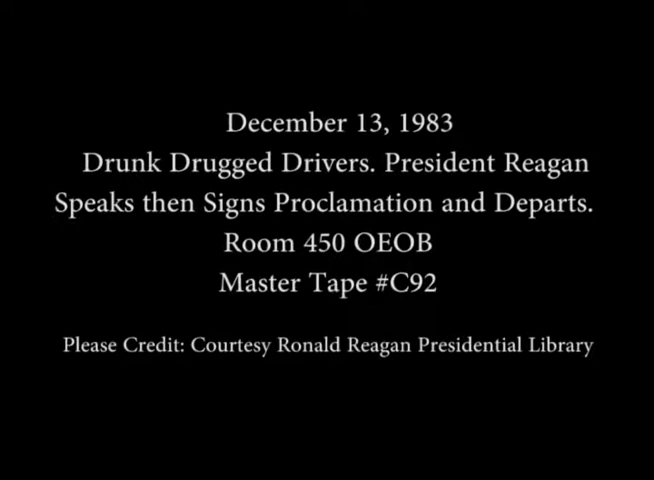 December 13, 1983
Drunk Drugged Drivers. President Reagan
Speaks then Signs Proclamation and Departs.
Room 450 OEOB
Master Tape #C92
Please Credit: Courtesy Ronald Reagan Presidential Library